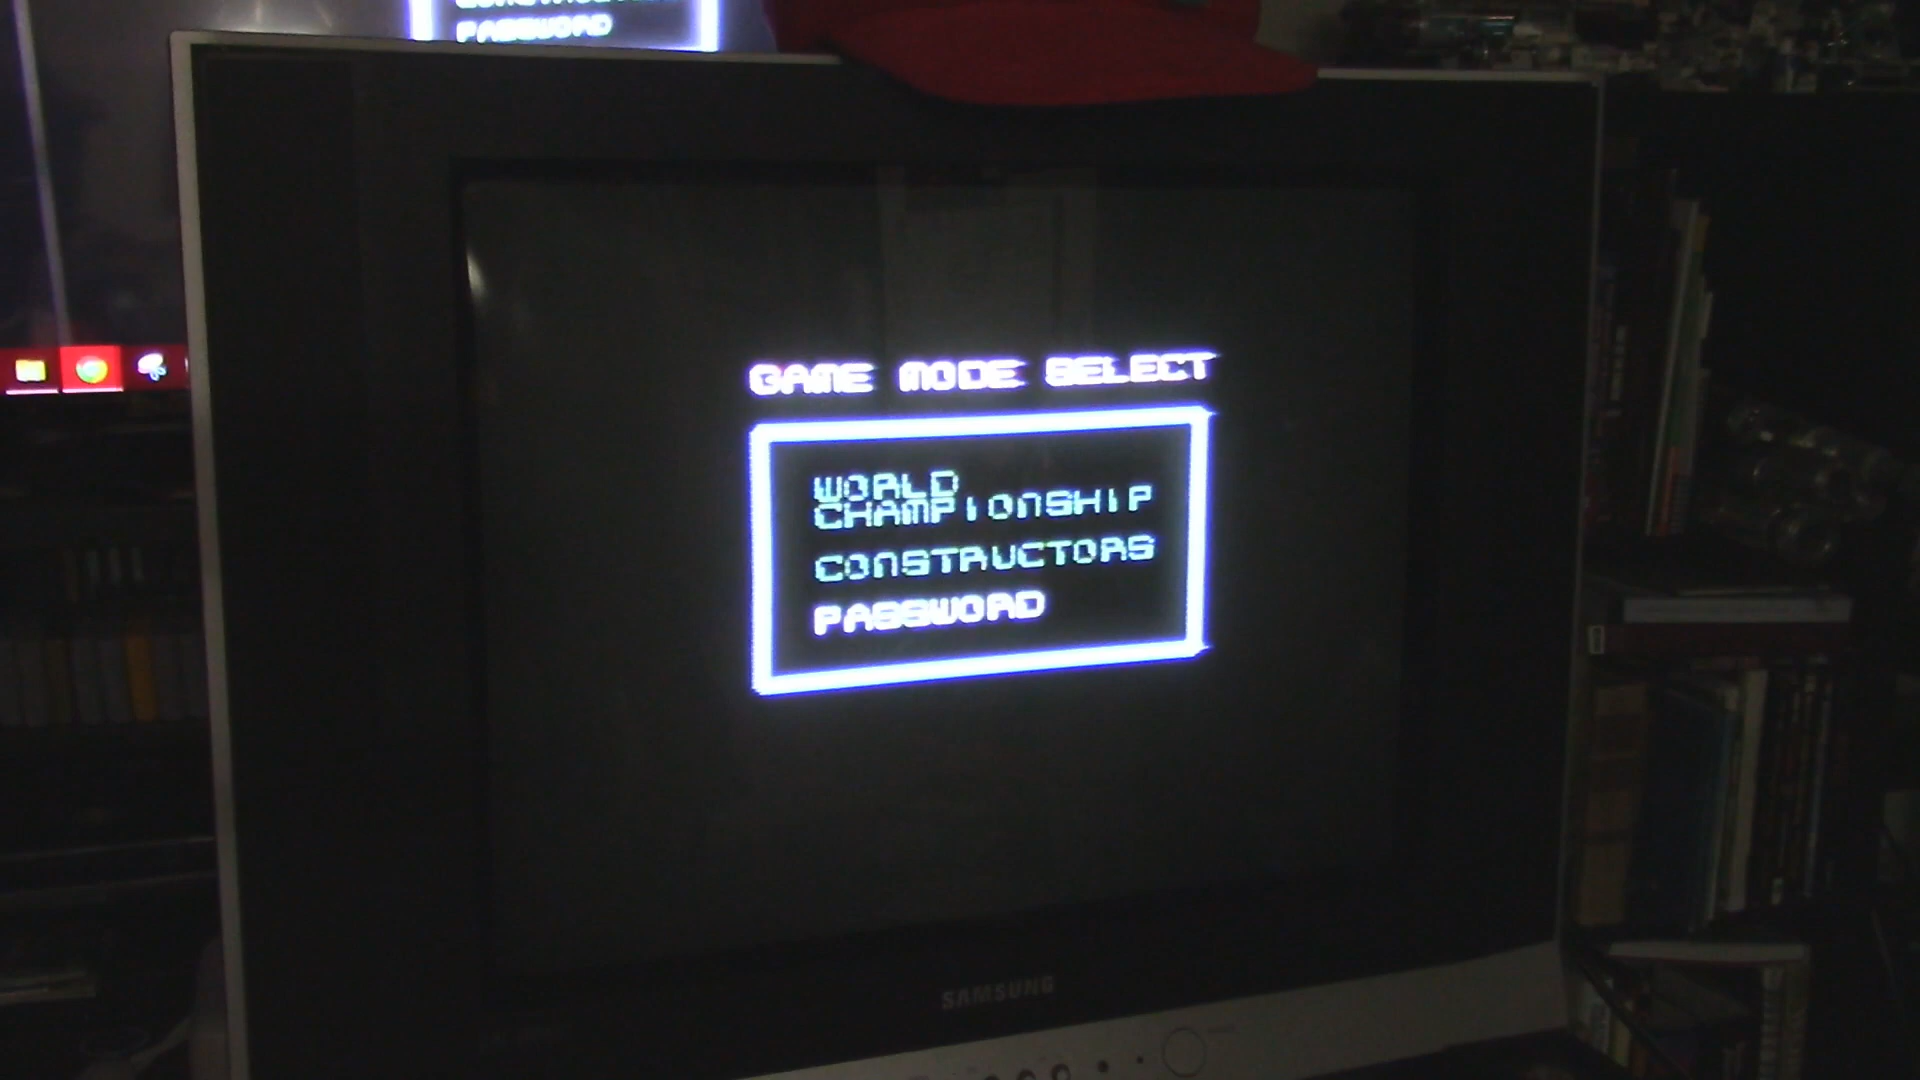 PASSWORD
GAME MODE SELECT
WORLD
CHAMPIONSHIP
CONSTRUCTORS
PASSWORD
SAMSUNG